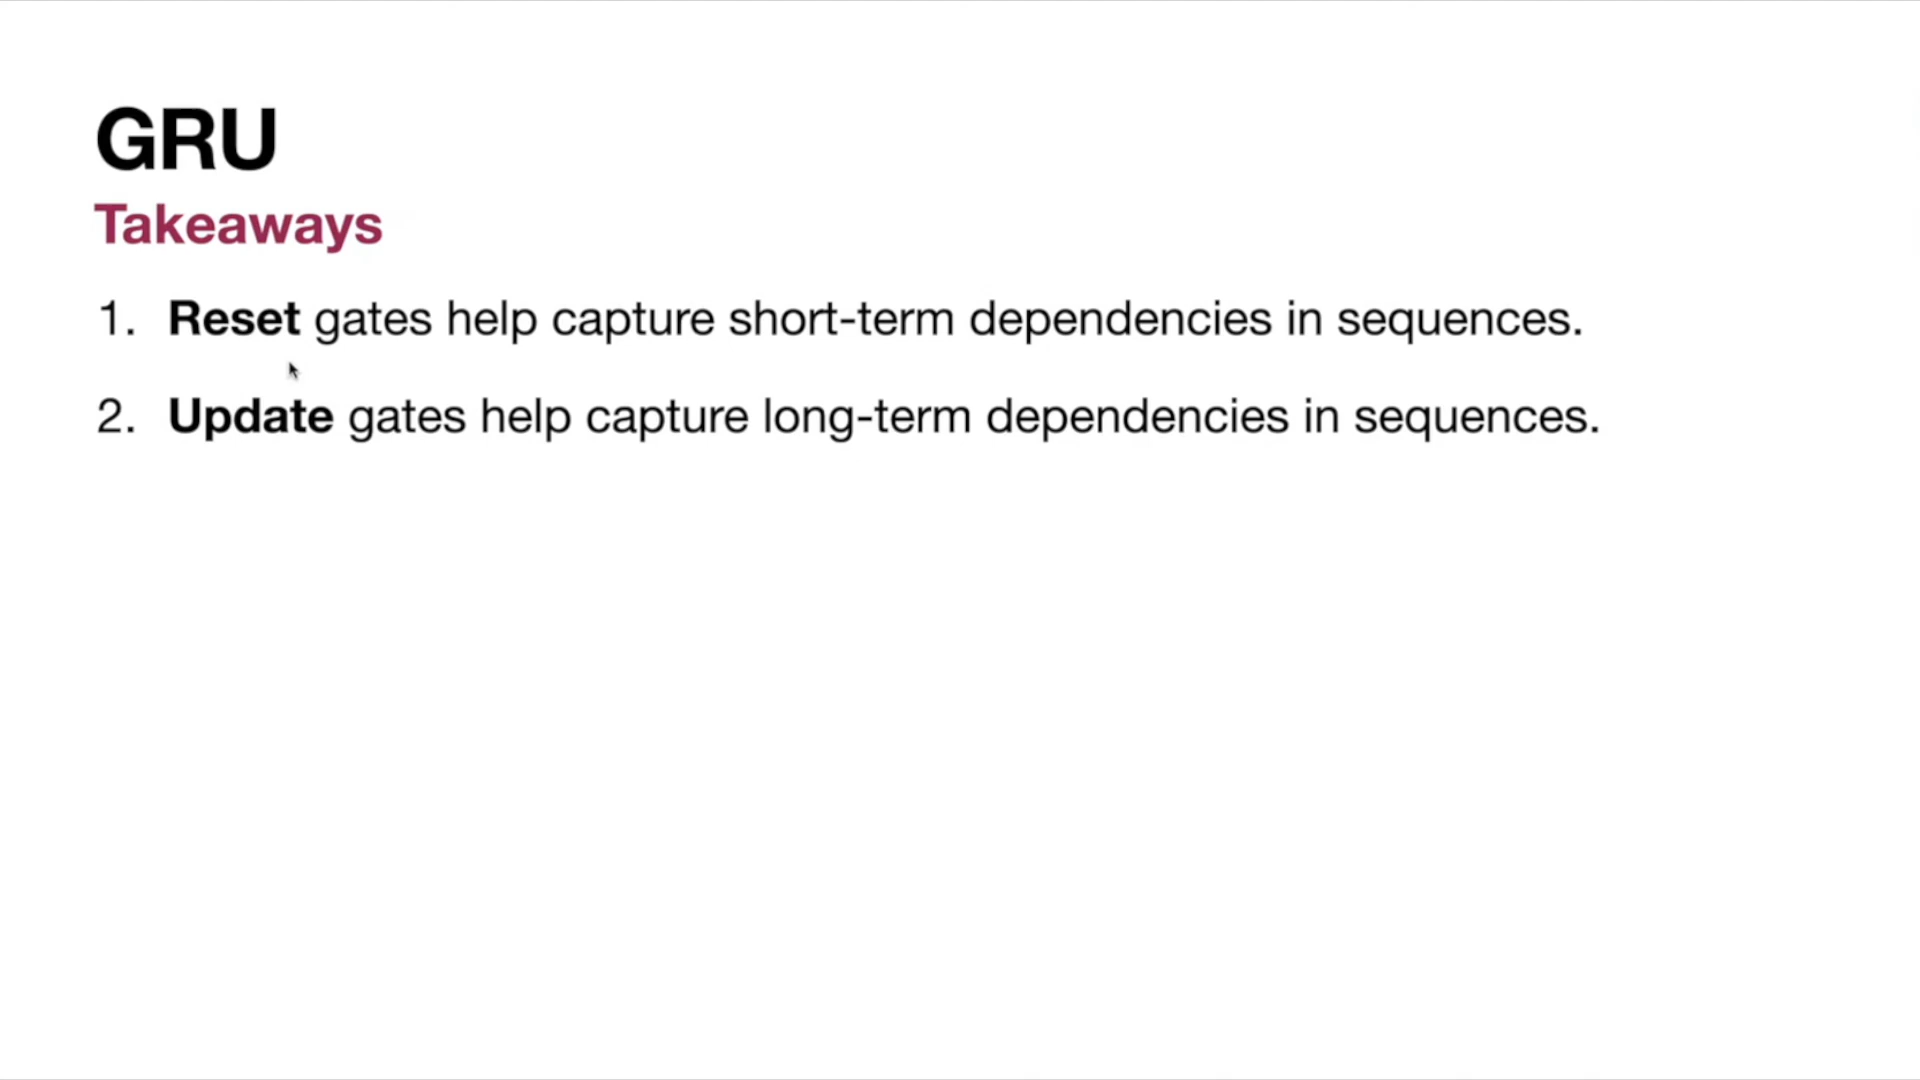 GRU
Takeaways
1. Reset gates help capture short-term dependencies in sequences.
2. Update gates help capture long-term dependencies in sequences.